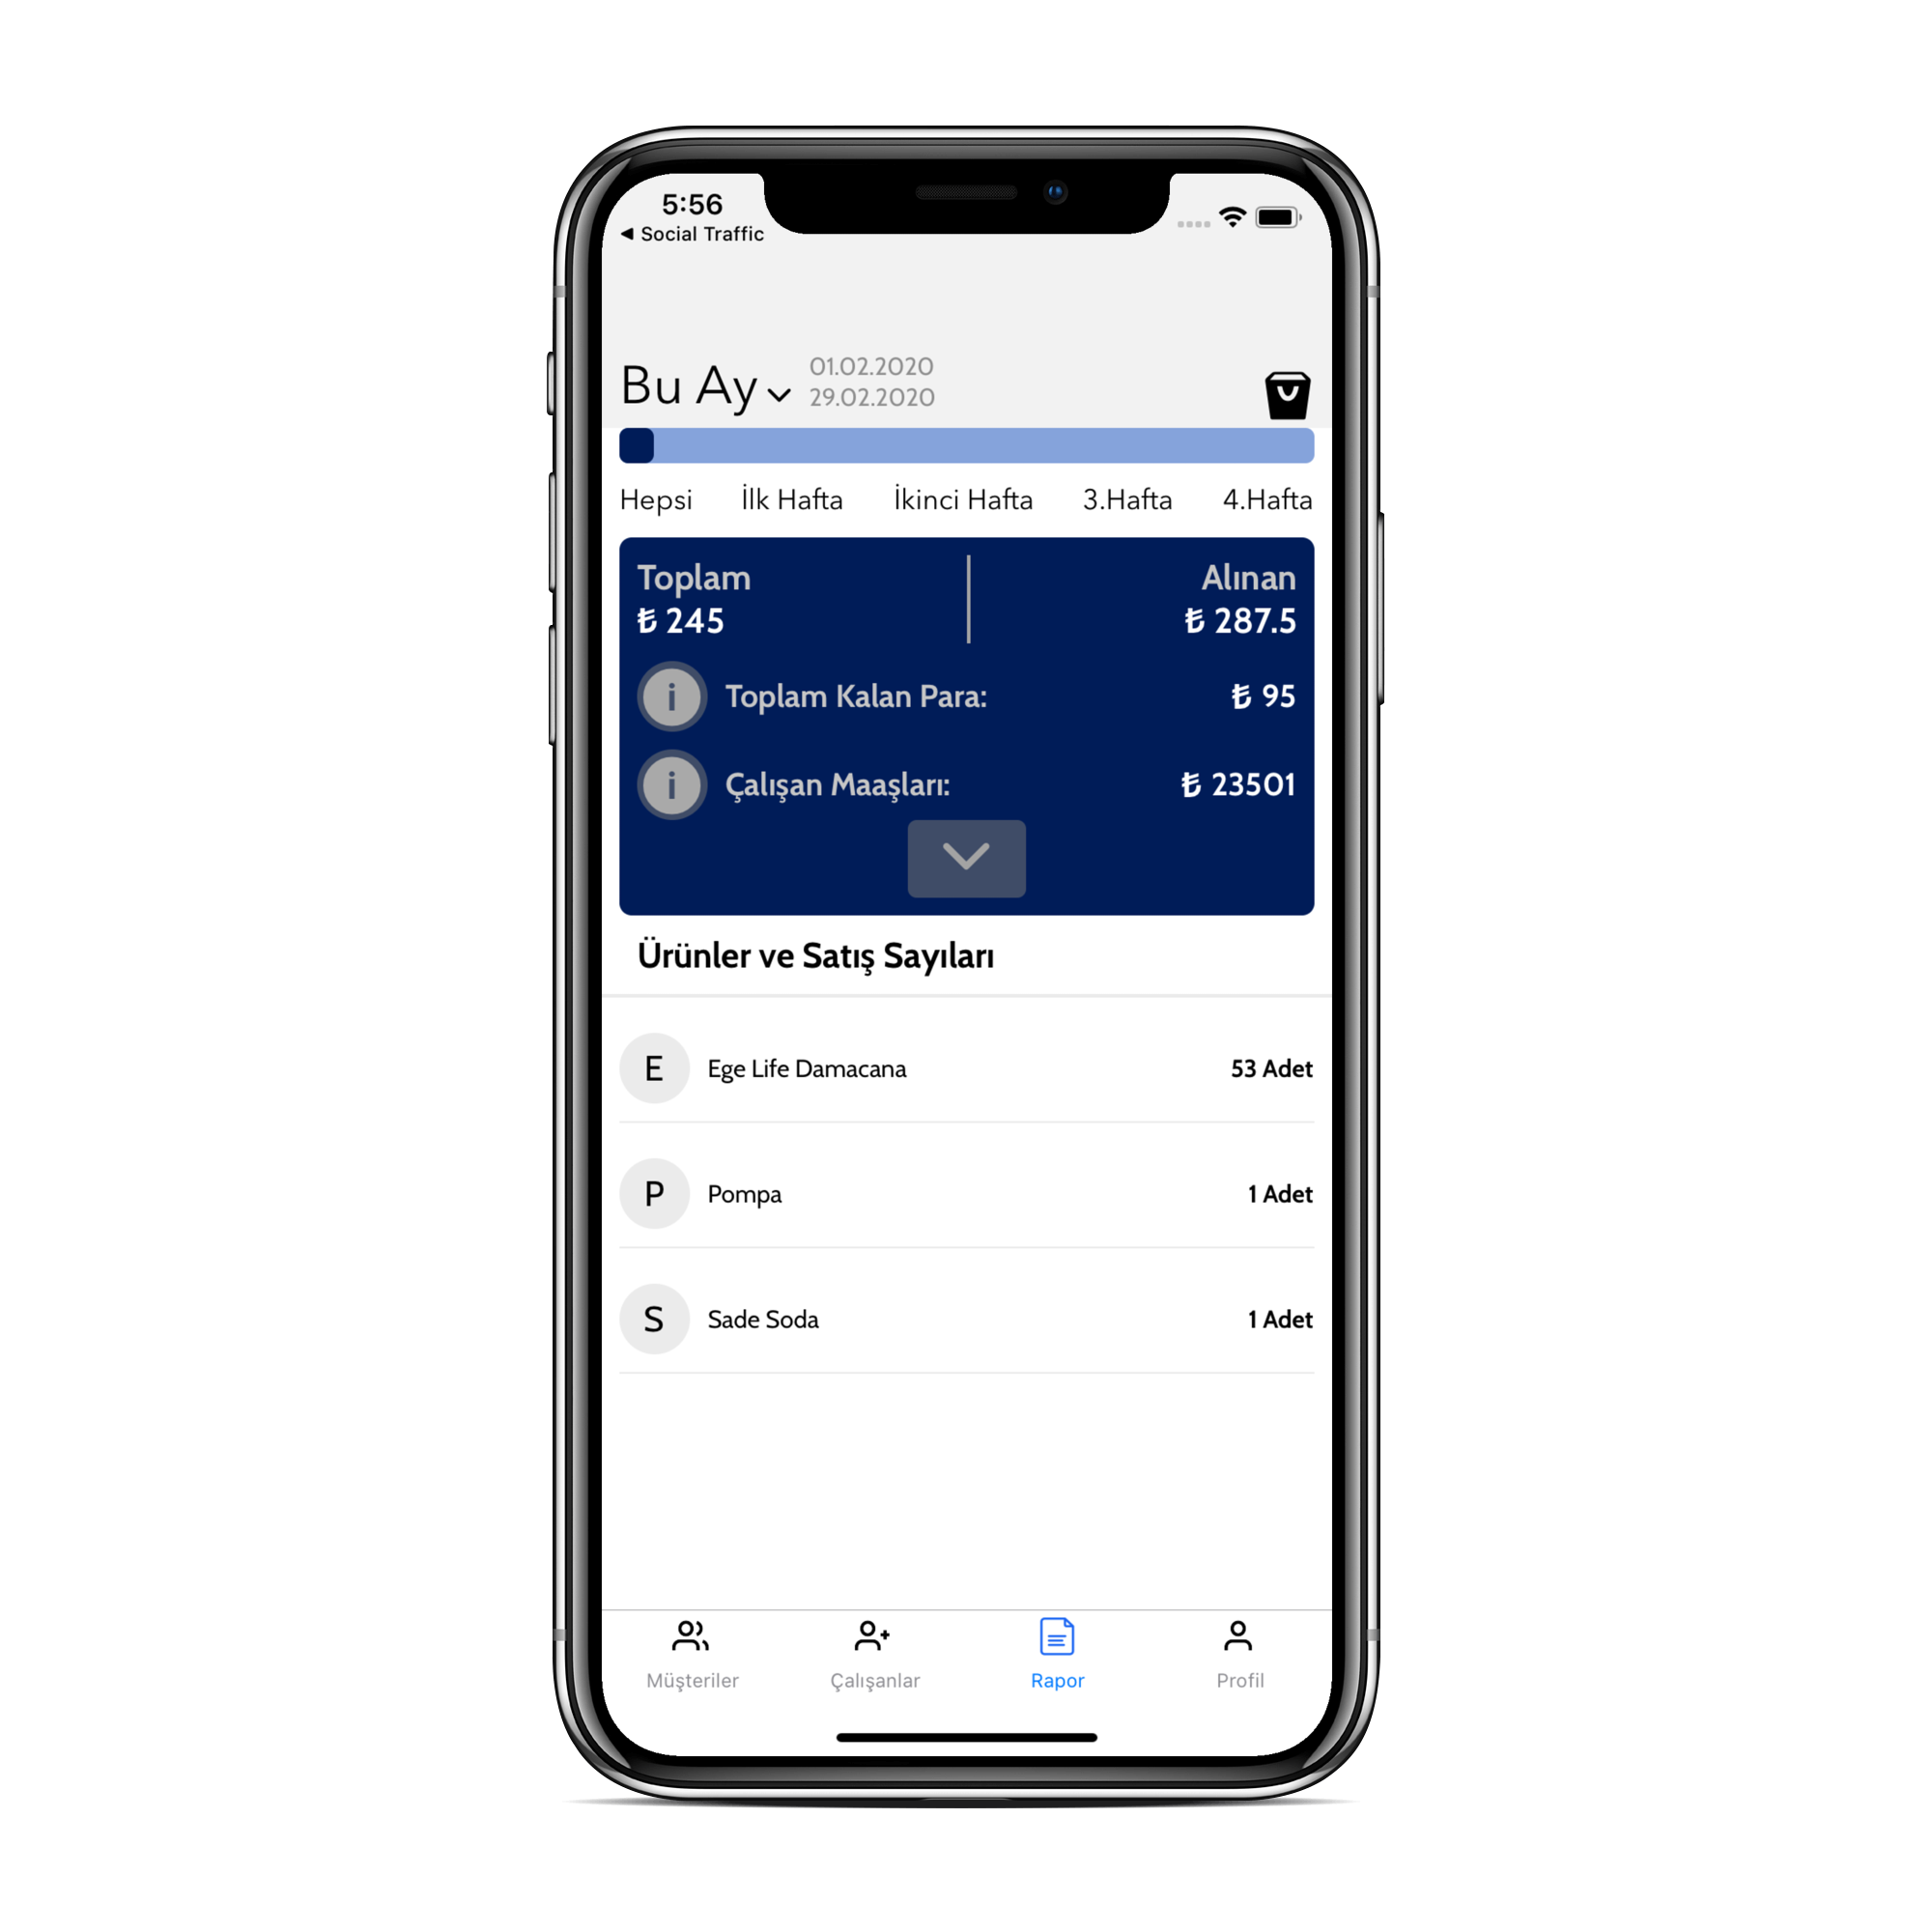 5:56
◀ Social Traffic
Bu Ay
01.02.2020
29.02.2020
Hepsi İlk Hafta İkinci Hafta 3.Hafta 4.Hafta
Toplam Alınan
₺ 245 ₺ 287.5
i Toplam Kalan Para: ₺ 95
i Çalışan Maaşları: ₺ 23501
Ürünler ve Satış Sayıları
E Ege Life Damacana 53 Adet
P Pompa 1 Adet
S Sade Soda 1 Adet
Müşteriler Çalışanlar Rapor Profil